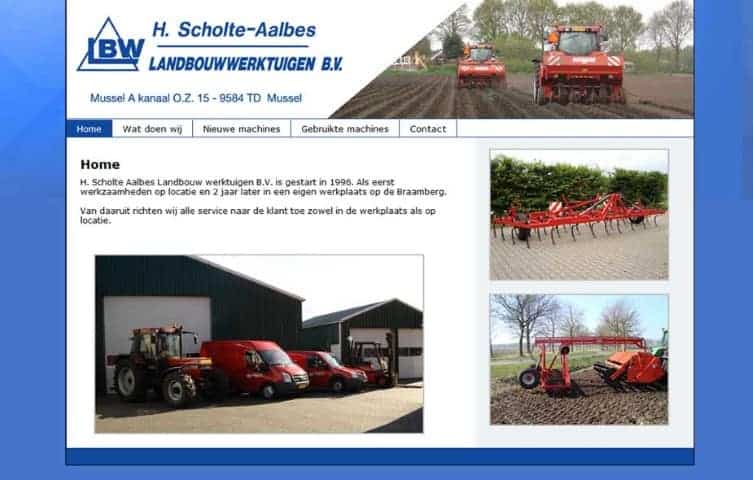 LBW
H. Scholte-Aalbes
LANDBOUWWERKTUIGEN B.V.
Mussel A kanaal O.Z. 15 - 9584 TD Mussel
Home
Wat doen wij
Nieuwe machines
Gebruikte machines
Contact
Home
H. Scholte Aalbes Landbouw werktuigen B.V. is gestart in 1996. Als eerst
werkzaamheden op locatie en 2 jaar later in een eigen werkplaats op de Braamberg.
Van daaruit richten wij alle service naar de klant toe zowel in de werkplaats als op
locatie.